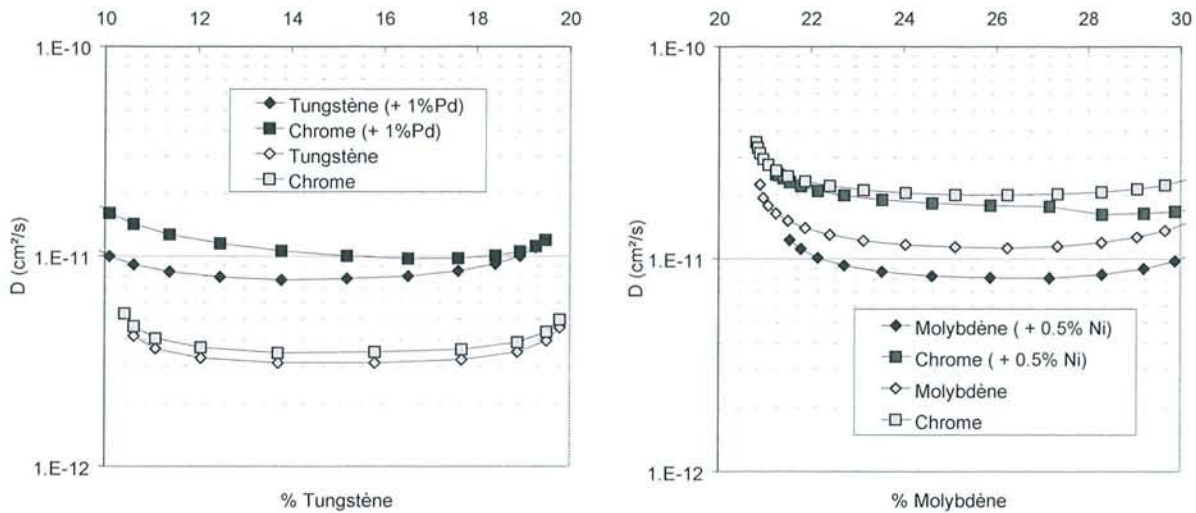 10 12 14 16 18 20
1.E-10
1.E-11
1.E-12
D (cm²/s)
Tungstène (+ 1%Pd)
Chrome (+ 1%Pd)
Tungstène
Chrome
% Tungstène
20 22 24 26 28 30
1.E-10
1.E-11
1.E-12
D (cm²/s)
Molybdène ( + 0.5% Ni)
Chrome ( + 0.5% Ni)
Molybdène
Chrome
% Molybdène